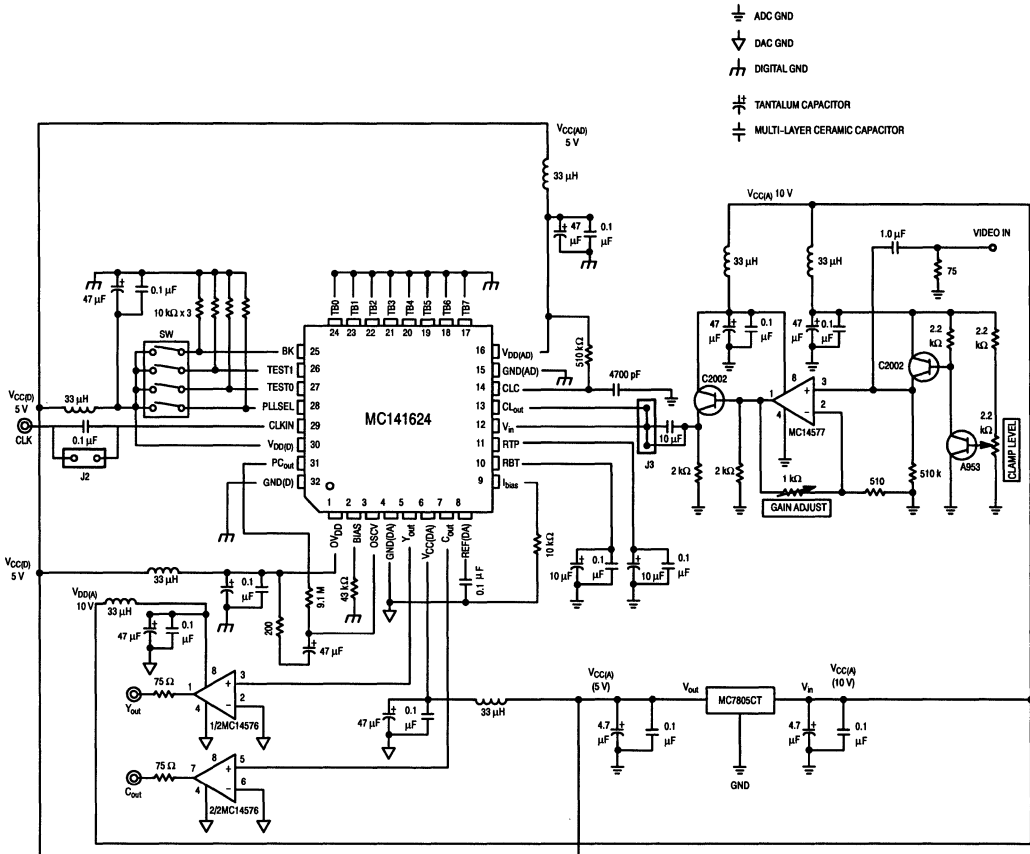 ADC GND
DAC GND
DIGITAL GND
TANTALUM CAPACITOR
MULTI-LAYER CERAMIC CAPACITOR
VCC(AD)
5 V
33 µH
47 µF
0.1 µF
VCC(A) 10 V
33 µH
33 µH
1.0 µF
VIDEO IN
75
47 µF
0.1 µF
47 µF
0.1 µF
2.2 kΩ
2.2 kΩ
C2002
C2002
8
1
3
2
4
MC14577
2.2 kΩ
A953
CLAMP LEVEL
2 kΩ
2 kΩ
1 kΩ
GAIN ADJUST
510
510 k
47 µF
0.1 µF
10 kΩ x 3
SW
TB0
TB1
TB2
TB3
TB4
TB5
TB6
TB7
24
23
22
21
20
19
18
17
BK
25
TEST1
26
TEST0
27
PLLSEL
28
CLKIN
29
VDD(D)
30
PCout
31
GND(D)
32
MC141624
16
VDD(AD)
15
GND(AD)
14
CLC
13
CLout
12
Vin
11
RTP
10
RBT
9
Ibias
510 kΩ
4700 pF
10 µF
J3
VCC(D)
5 V
33 µH
CLK
0.1 µF
J2
1
2
3
4
5
6
7
8
OVDD
BIAS
OSCV
GND(DA)
Yout
VCC(DA)
Cout
REF(DA)
0.1 µF
10 kΩ
10 µF
0.1 µF
10 µF
0.1 µF
VCC(D)
5 V
33 µH
47 µF
0.1 µF
200
9.1 M
43 kΩ
47 µF
VDD(A)
10 V
33 µH
47 µF
0.1 µF
Yout
75 Ω
1
8
3
2
4
1/2MC14576
Cout
75 Ω
7
8
5
6
4
2/2MC14576
47 µF
0.1 µF
33 µH
VCC(A)
(5 V)
4.7 µF
0.1 µF
Vout
MC7805CT
Vin
GND
VCC(A)
(10 V)
4.7 µF
0.1 µF